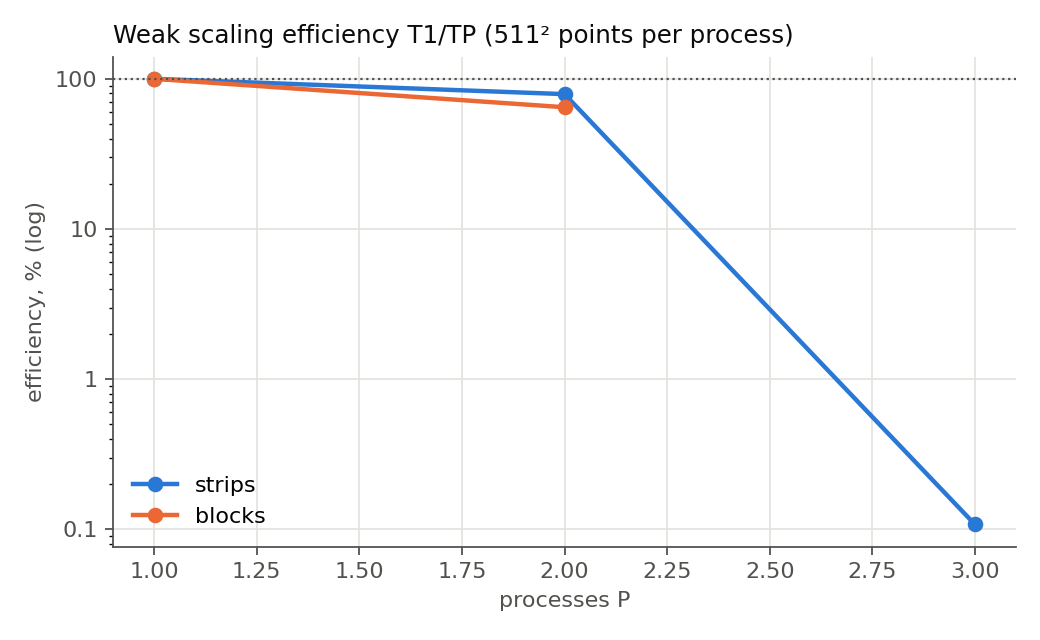 Weak scaling efficiency T1/TP (511² points per process)
efficiency, % (log)
100
10
1
0.1
strips
blocks
1.00 1.25 1.50 1.75 2.00 2.25 2.50 2.75 3.00
processes P